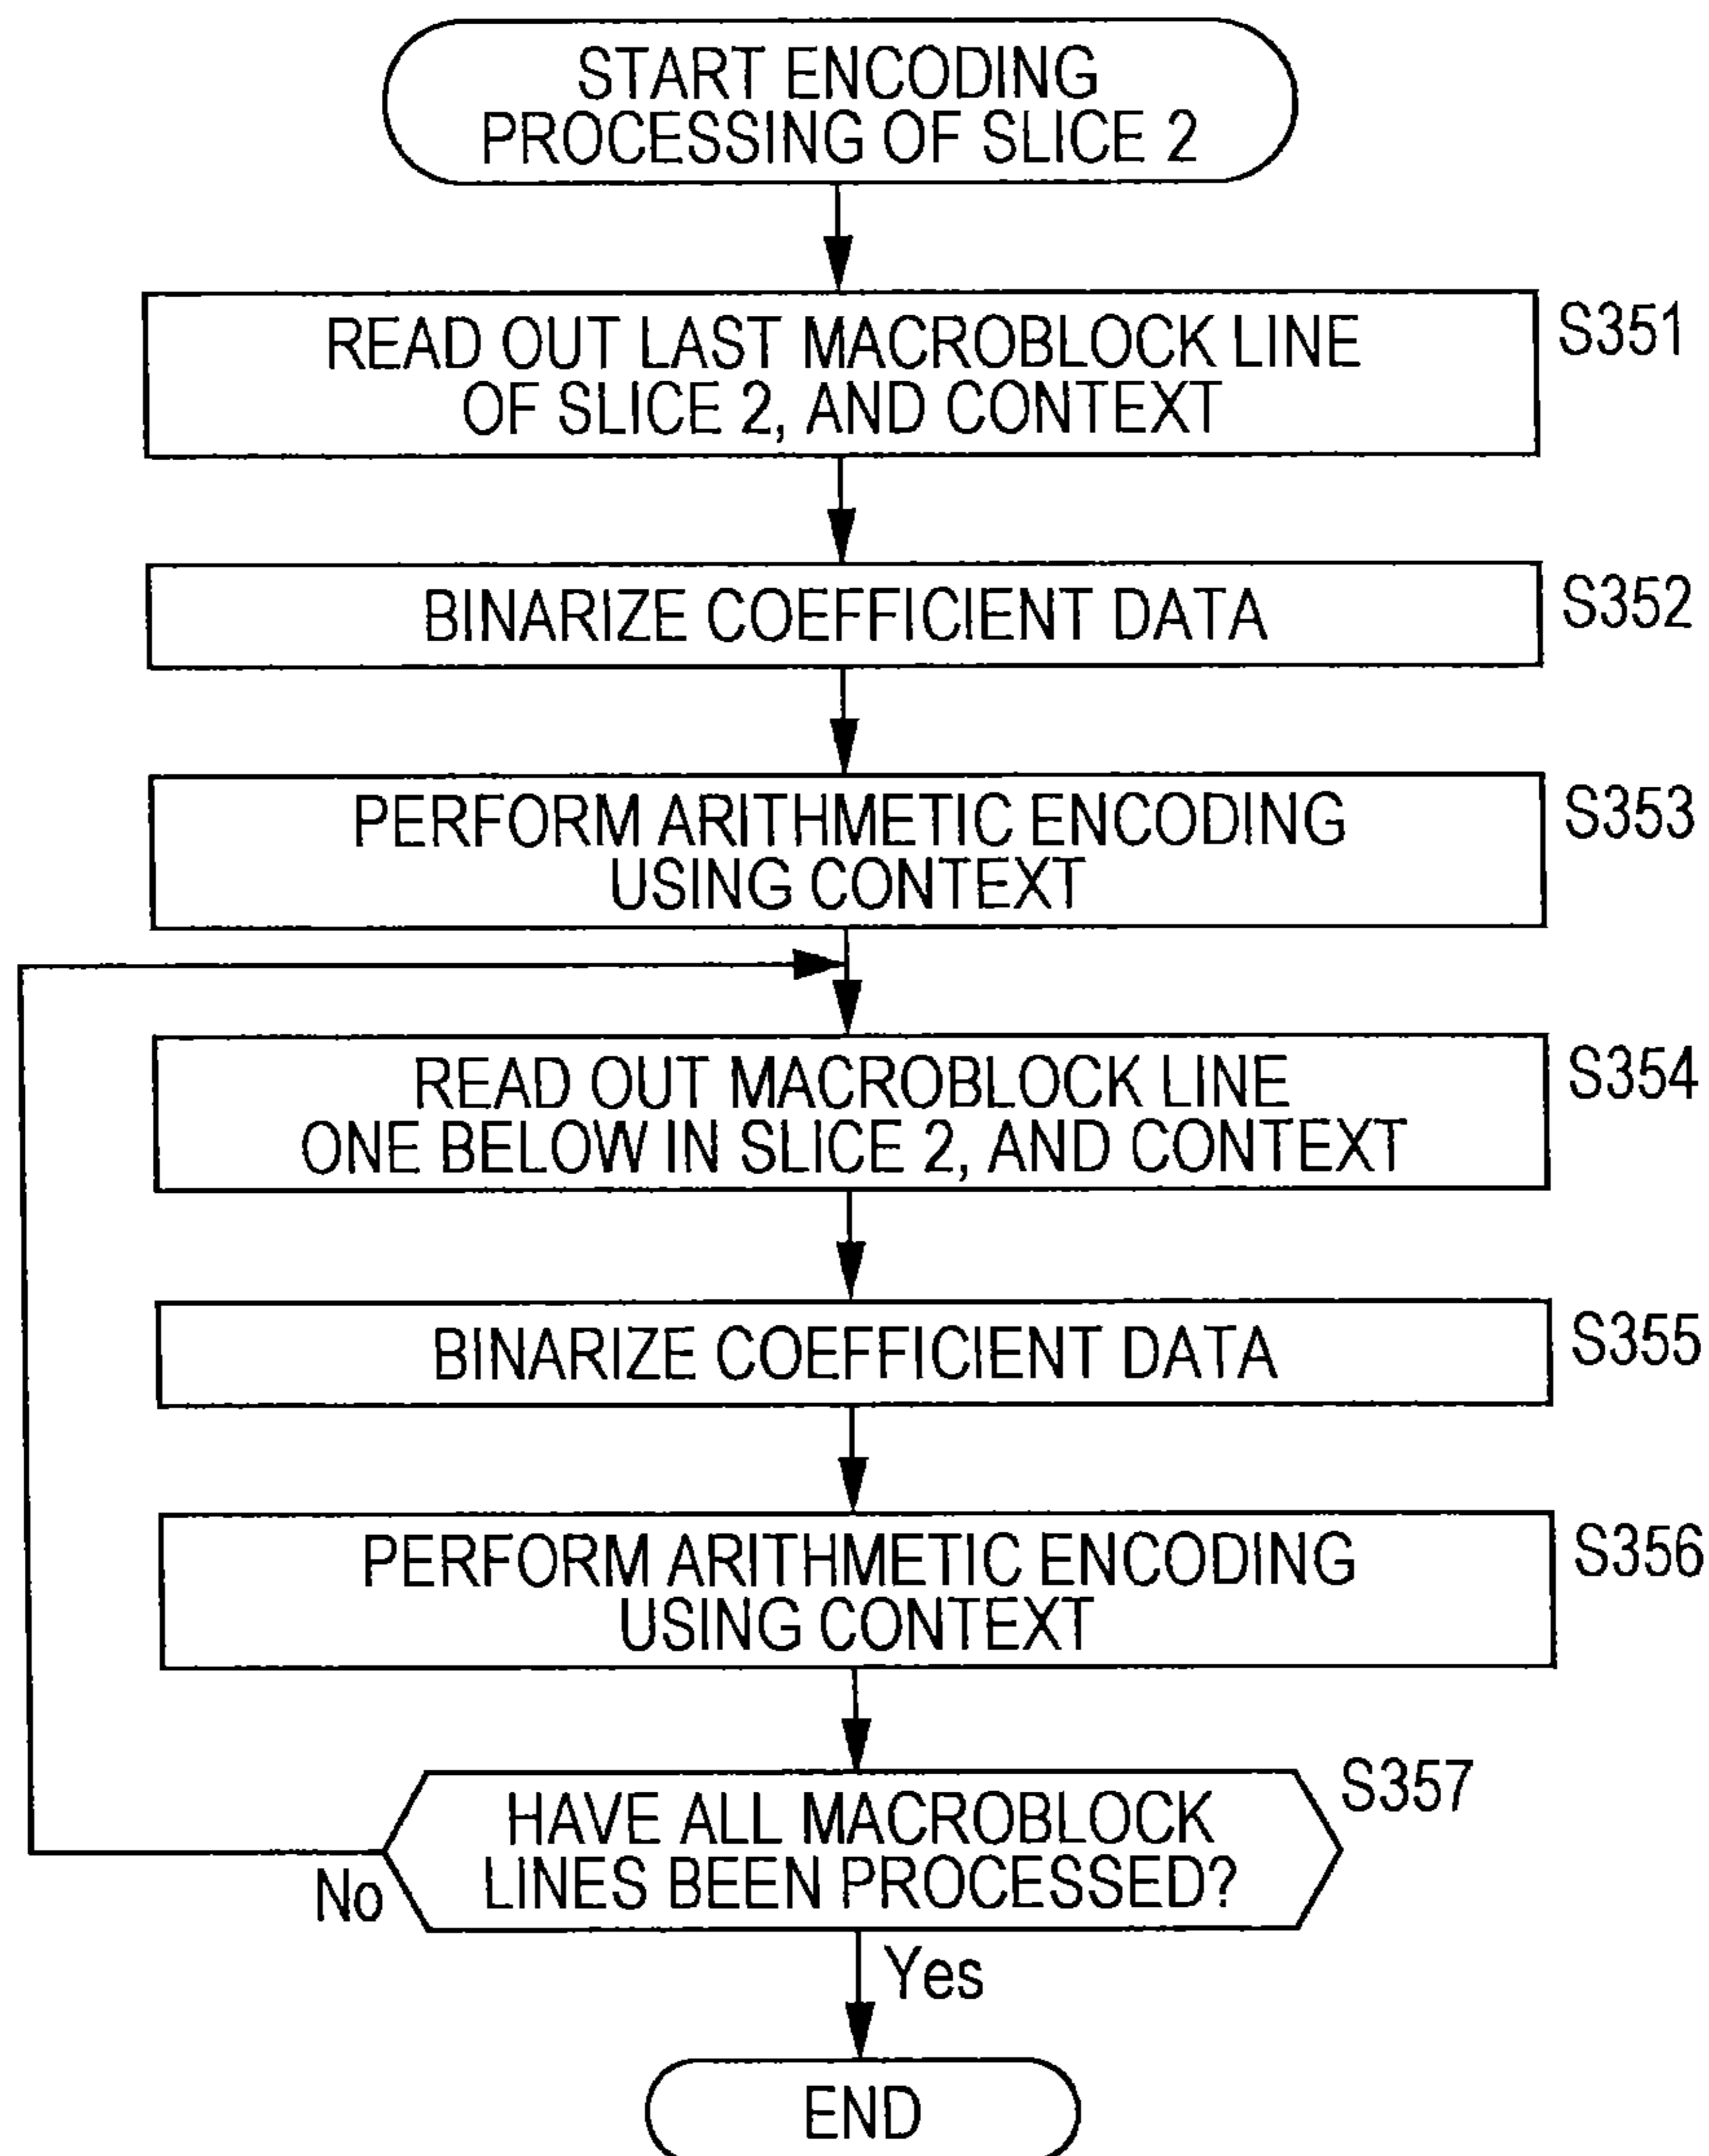 START ENCODING
PROCESSING OF SLICE 2
READ OUT LAST MACROBLOCK LINE
OF SLICE 2, AND CONTEXT
S351
BINARIZE COEFFICIENT DATA
S352
PERFORM ARITHMETIC ENCODING
USING CONTEXT
S353
READ OUT MACROBLOCK LINE
ONE BELOW IN SLICE 2, AND CONTEXT
S354
BINARIZE COEFFICIENT DATA
S355
PERFORM ARITHMETIC ENCODING
USING CONTEXT
S356
HAVE ALL MACROBLOCK
LINES BEEN PROCESSED?
S357
No
Yes
END